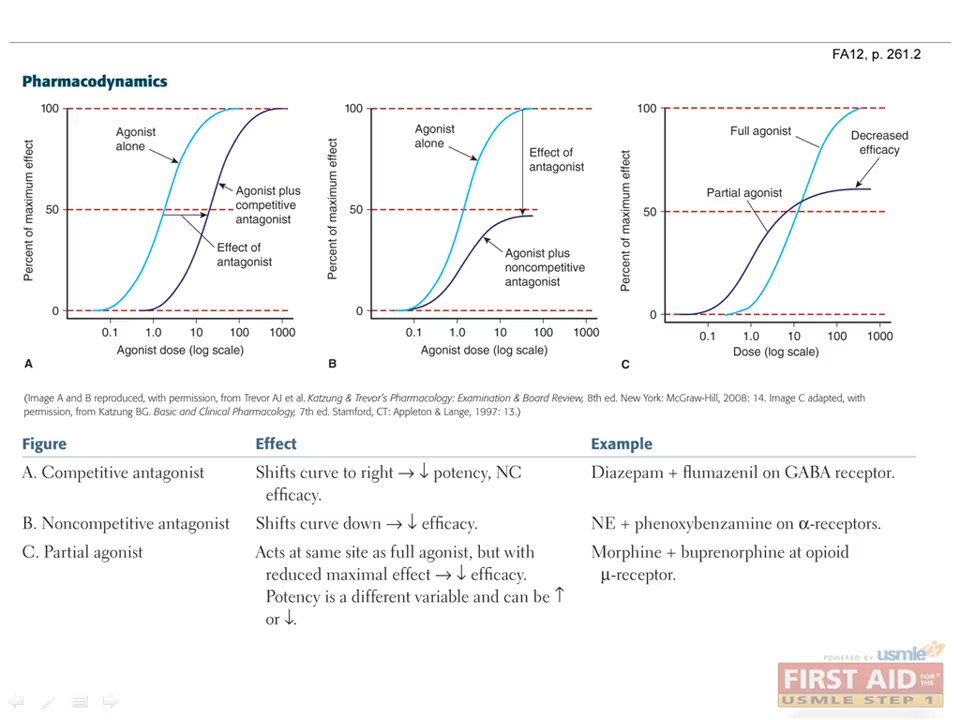 FA12, p. 261.2
Pharmacodynamics
100
50
0
Percent of maximum effect
Agonist
alone
Agonist plus
competitive
antagonist
Effect of
antagonist
0.1 1.0 10 100 1000
Agonist dose (log scale)
A
100
50
0
Percent of maximum effect
Agonist
alone
Effect of
antagonist
Agonist plus
noncompetitive
antagonist
0.1 1.0 10 100 1000
Agonist dose (log scale)
B
100
50
0
Percent of maximum effect
Full agonist
Decreased
efficacy
Partial agonist
0.1 1.0 10 100 1000
Dose (log scale)
C
(Image A and B reproduced, with permission, from Trevor AJ et al. Katzung & Trevor's Pharmacology: Examination & Board Review, 8th ed. New York: McGraw-Hill, 2008: 14. Image C adapted, with
permission, from Katzung BG. Basic and Clinical Pharmacology, 7th ed. Stamford, CT: Appleton & Lange, 1997: 13.)
Figure Effect Example
A. Competitive antagonist Shifts curve to right → ↓ potency, NC Diazepam + flumazenil on GABA receptor.
efficacy.
B. Noncompetitive antagonist Shifts curve down → ↓ efficacy. NE + phenoxybenzamine on α-receptors.
C. Partial agonist Acts at same site as full agonist, but with Morphine + buprenorphine at opioid
reduced maximal effect → ↓ efficacy. μ-receptor.
Potency is a different variable and can be ↑
or ↓.
POWERED BY usmle
FIRST AID FOR THE®
USMLE STEP 1